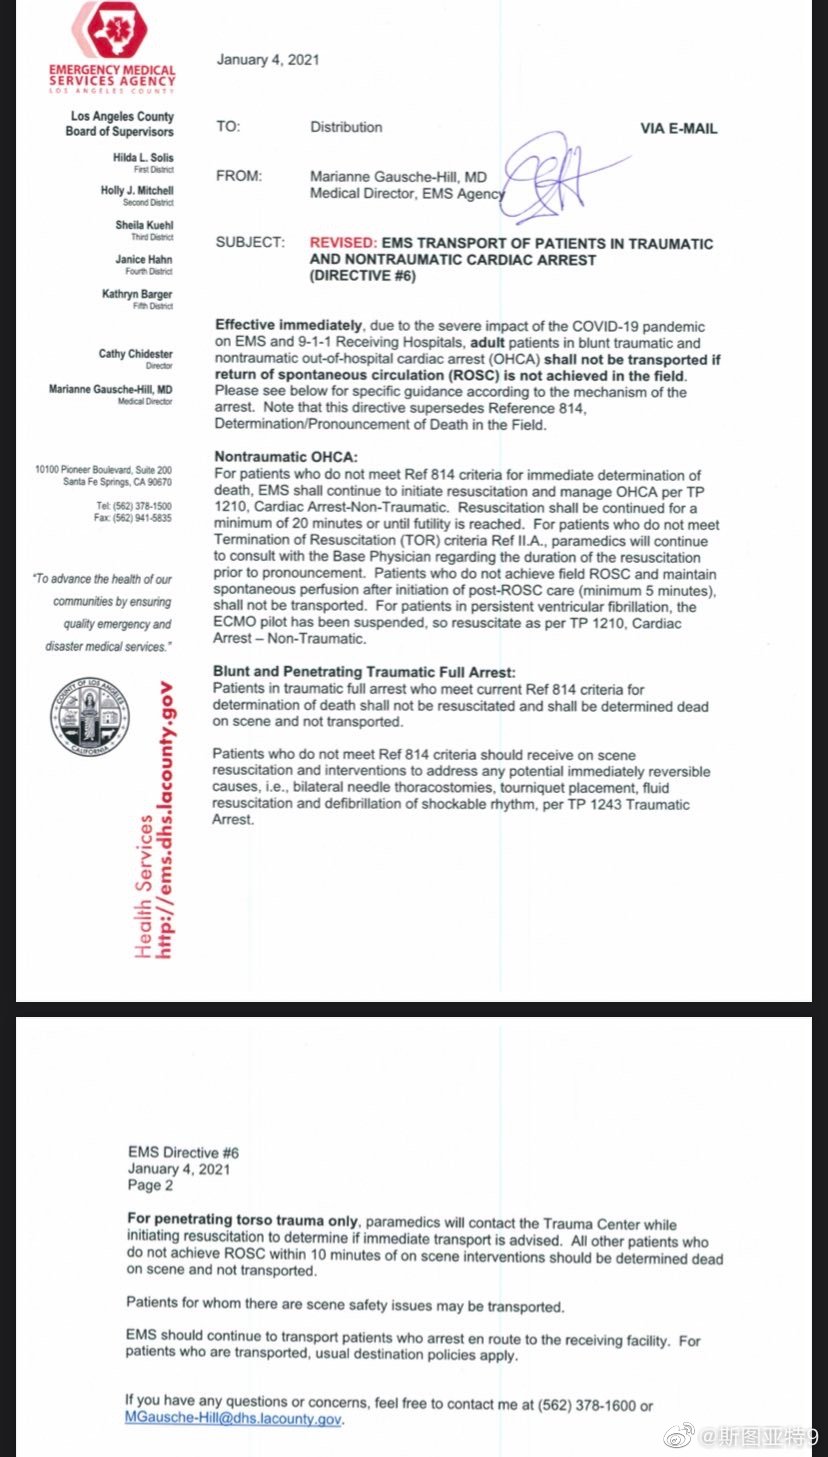 EMERGENCY MEDICAL
SERVICES AGENCY
LOS ANGELES COUNTY
Los Angeles County
Board of Supervisors
Hilda L. Solis
First District
Holly J. Mitchell
Second District
Sheila Kuehl
Third District
Janice Hahn
Fourth District
Kathryn Barger
Fifth District
Cathy Chidester
Director
Marianne Gausche-Hill, MD
Medical Director
10100 Pioneer Boulevard, Suite 200
Santa Fe Springs, CA 90670
Tel: (562) 378-1500
Fax: (562) 941-5835
"To advance the health of our
communities by ensuring
quality emergency and
disaster medical services."
COUNTY OF LOS ANGELES
CALIFORNIA
Health Services
http://ems.dhs.lacounty.gov
January 4, 2021
TO: Distribution VIA E-MAIL
FROM: Marianne Gausche-Hill, MD
Medical Director, EMS Agency
SUBJECT: REVISED: EMS TRANSPORT OF PATIENTS IN TRAUMATIC
AND NONTRAUMATIC CARDIAC ARREST
(DIRECTIVE #6)
Effective immediately, due to the severe impact of the COVID-19 pandemic
on EMS and 9-1-1 Receiving Hospitals, adult patients in blunt traumatic and
nontraumatic out-of-hospital cardiac arrest (OHCA) shall not be transported if
return of spontaneous circulation (ROSC) is not achieved in the field.
Please see below for specific guidance according to the mechanism of the
arrest. Note that this directive supersedes Reference 814,
Determination/Pronouncement of Death in the Field.
Nontraumatic OHCA:
For patients who do not meet Ref 814 criteria for immediate determination of
death, EMS shall continue to initiate resuscitation and manage OHCA per TP
1210, Cardiac Arrest-Non-Traumatic. Resuscitation shall be continued for a
minimum of 20 minutes or until futility is reached. For patients who do not meet
Termination of Resuscitation (TOR) criteria Ref II.A., paramedics will continue
to consult with the Base Physician regarding the duration of the resuscitation
prior to pronouncement. Patients who do not achieve field ROSC and maintain
spontaneous perfusion after initiation of post-ROSC care (minimum 5 minutes),
shall not be transported. For patients in persistent ventricular fibrillation, the
ECMO pilot has been suspended, so resuscitate as per TP 1210, Cardiac
Arrest – Non-Traumatic.
Blunt and Penetrating Traumatic Full Arrest:
Patients in traumatic full arrest who meet current Ref 814 criteria for
determination of death shall not be resuscitated and shall be determined dead
on scene and not transported.
Patients who do not meet Ref 814 criteria should receive on scene
resuscitation and interventions to address any potential immediately reversible
causes, i.e., bilateral needle thoracostomies, tourniquet placement, fluid
resuscitation and defibrillation of shockable rhythm, per TP 1243 Traumatic
Arrest.
EMS Directive #6
January 4, 2021
Page 2
For penetrating torso trauma only, paramedics will contact the Trauma Center while
initiating resuscitation to determine if immediate transport is advised. All other patients who
do not achieve ROSC within 10 minutes of on scene interventions should be determined dead
on scene and not transported.
Patients for whom there are scene safety issues may be transported.
EMS should continue to transport patients who arrest en route to the receiving facility. For
patients who are transported, usual destination policies apply.
If you have any questions or concerns, feel free to contact me at (562) 378-1600 or
MGausche-Hill@dhs.lacounty.gov.
@斯图亚特9